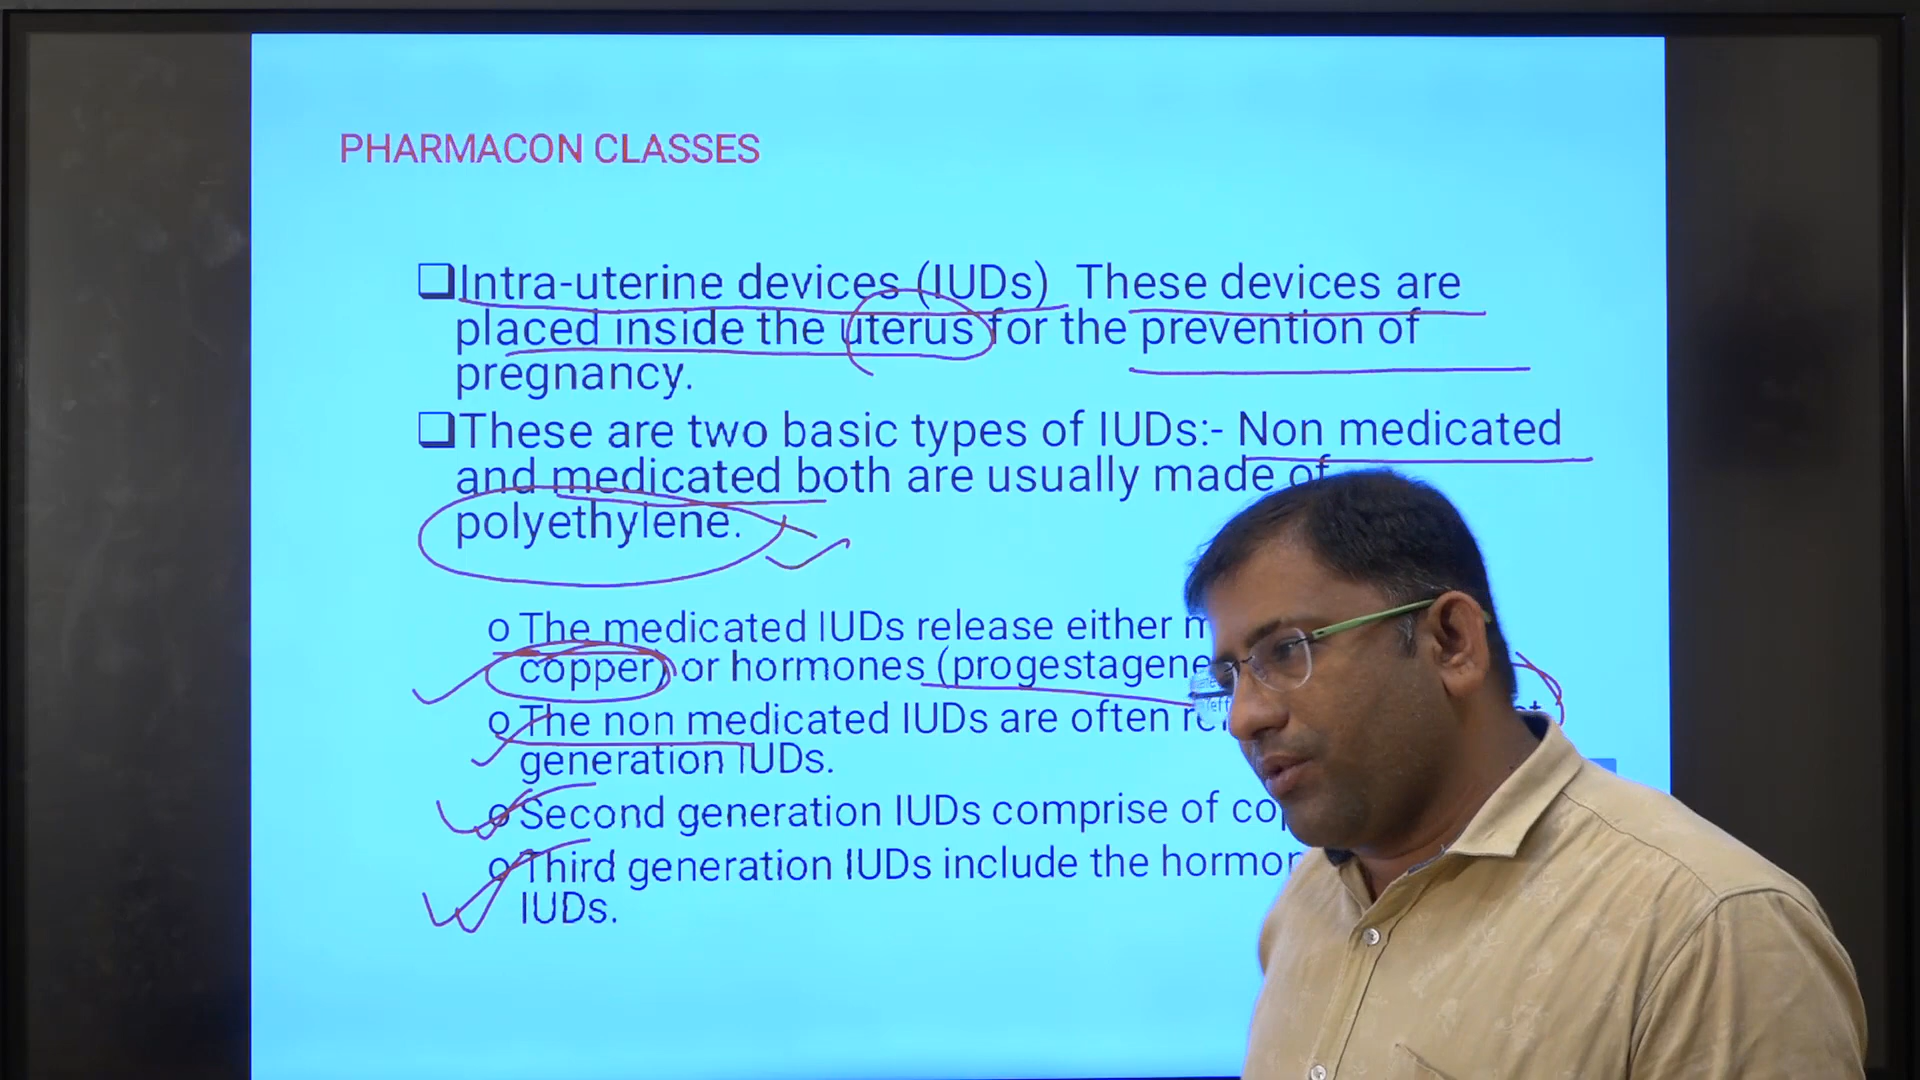 PHARMACON CLASSES
Intra-uterine devices (IUDs) These devices are
placed inside the uterus for the prevention of
pregnancy.
These are two basic types of IUDs:- Non medicated
and medicated both are usually made of
polyethylene.
o The medicated IUDs release either
copper) or hormones
o The non medicated IUDs are often
generation IUDs.
o Second generation IUDs comprise of
o Third generation IUDs include the
IUDs.